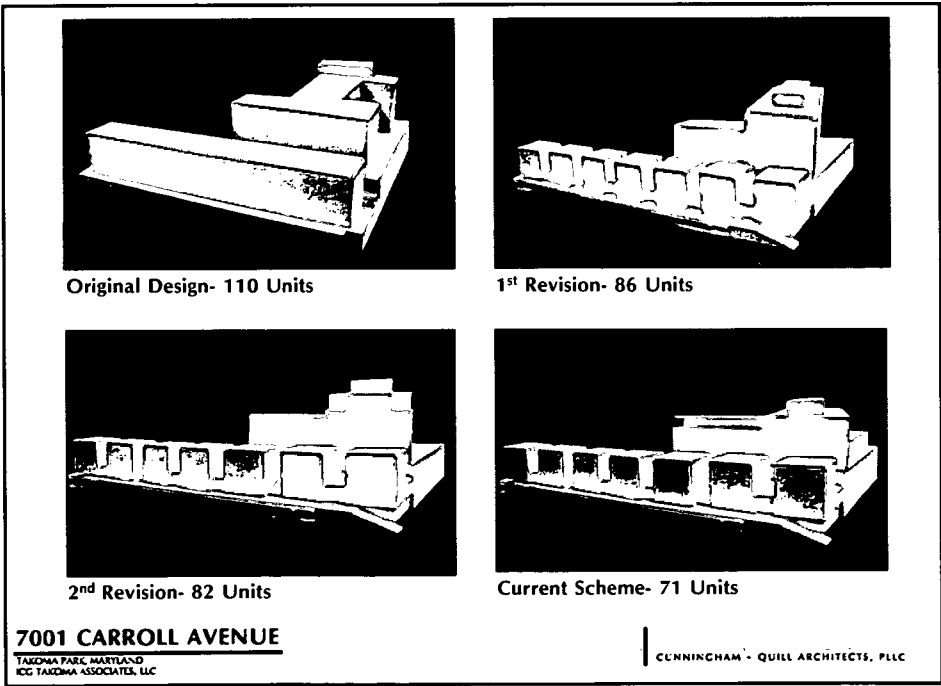 Original Design- 110 Units
1st Revision- 86 Units
2nd Revision- 82 Units
Current Scheme- 71 Units
7001 CARROLL AVENUE
TAKOMA PARK, MARYLAND
ICG TAKOMA ASSOCIATES, LLC
CUNNINGHAM - QUILL ARCHITECTS, PLLC